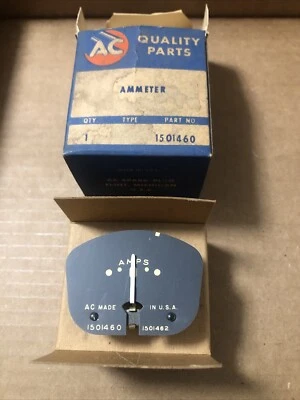 AC
QUALITY
PARTS
AMMETER
QTY TYPE PART NO
1 1501460
AMPS
AC MADE IN U.S.A.
1501460 1501462